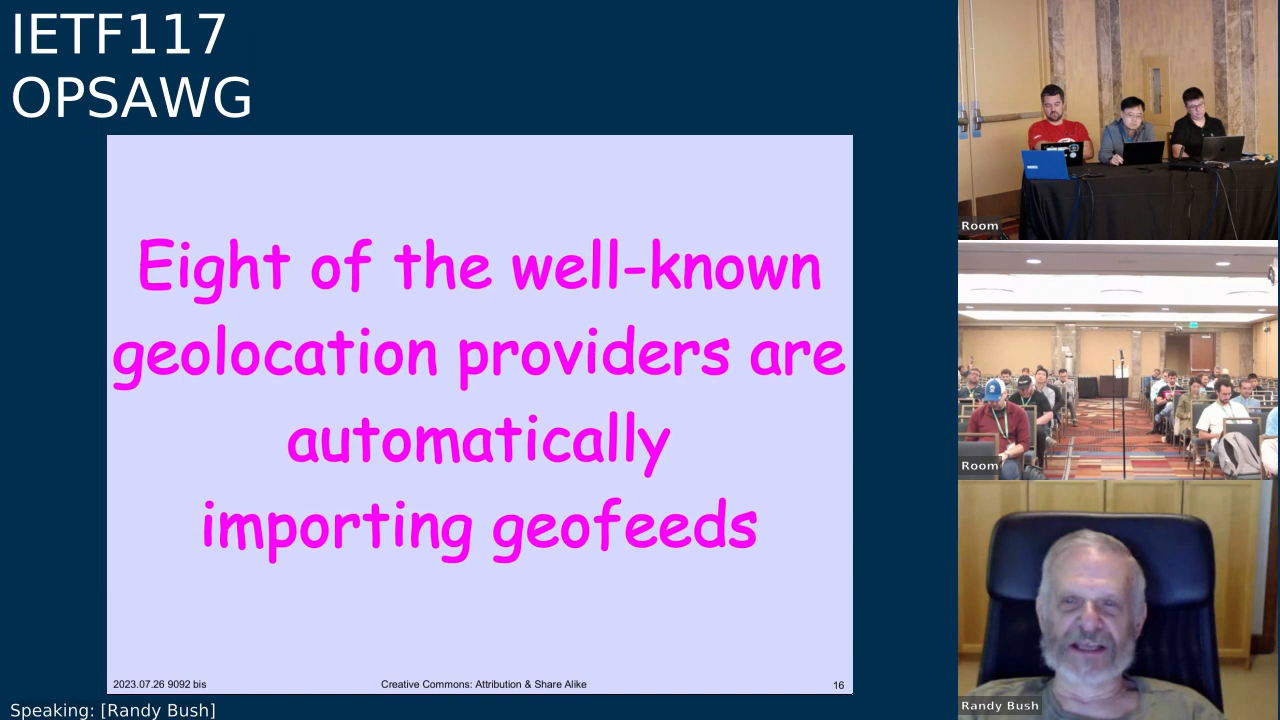 IETF117
OPSAWG
Eight of the well-known
geolocation providers are
automatically
importing geofeeds
2023.07.26 9092 bis
Creative Commons: Attribution & Share Alike
16
Speaking: [Randy Bush]
Room
Room
Randy Bush